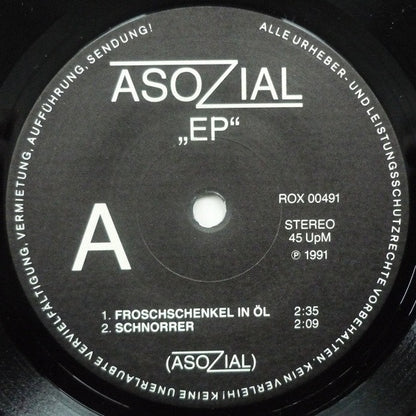 ALLE URHEBER- UND LEISTUNGSSCHUTZRECHTE VORBEHALTEN. KEIN VERLEIH! KEINE UNERLAUBTE VERVIELFÄLTIGUNG, VERMIETUNG, AUFFÜHRUNG, SENDUNG!
ASOZIAL
„EP“
A
ROX 00491
STEREO
45 UpM
℗ 1991
1. FROSCHSCHENKEL IN ÖL 2:35
2. SCHNORRER 2:09
(ASOZIAL)